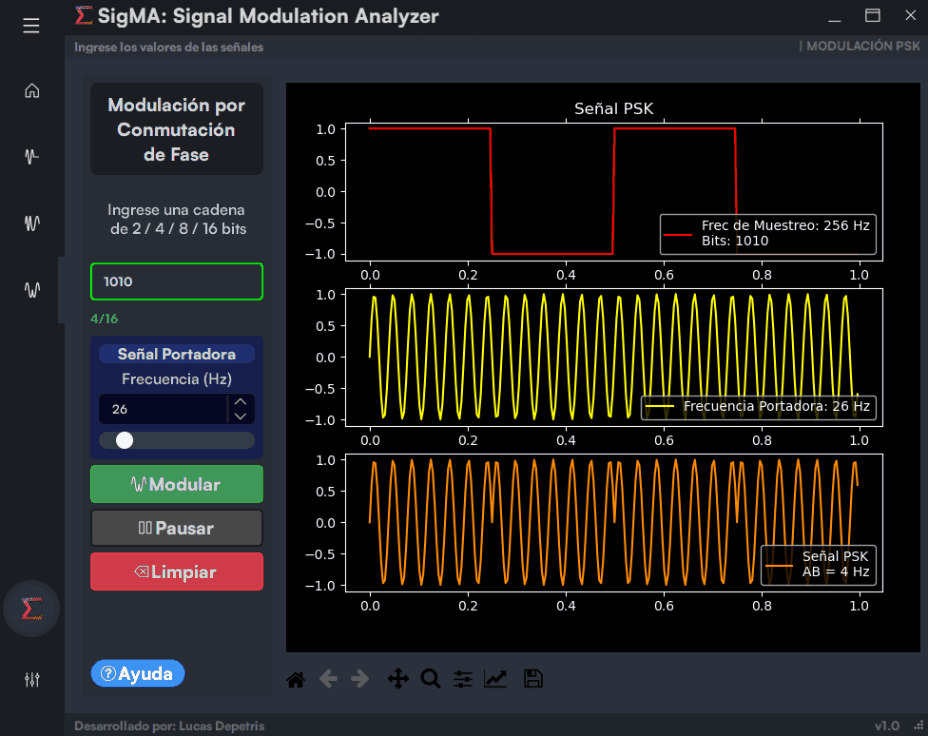 SigMA: Signal Modulation Analyzer
Ingrese los valores de las señales
| MODULACIÓN PSK
Modulación por
Conmutación
de Fase
Ingrese una cadena
de 2 / 4 / 8 / 16 bits
1010
4/16
Señal Portadora
Frecuencia (Hz)
26
Modular
Pausar
Limpiar
Ayuda
Señal PSK
1.0
0.5
0.0
−0.5
−1.0
Frec de Muestreo: 256 Hz
Bits: 1010
0.0 0.2 0.4 0.6 0.8 1.0
1.0
0.5
0.0
−0.5
−1.0
Frecuencia Portadora: 26 Hz
0.0 0.2 0.4 0.6 0.8 1.0
1.0
0.5
0.0
−0.5
−1.0
Señal PSK
AB = 4 Hz
0.0 0.2 0.4 0.6 0.8 1.0
Desarrollado por: Lucas Depetris
v1.0